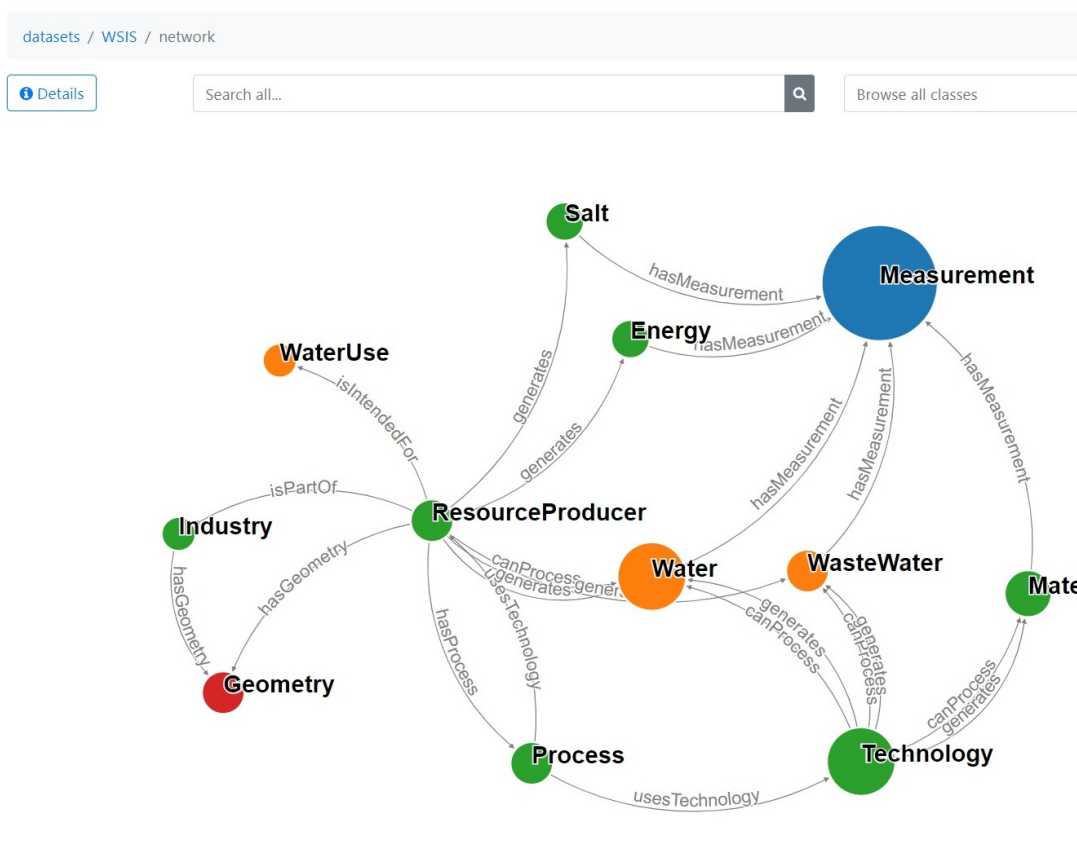 datasets / WSIS / network
Details
Search all...
Browse all classes
Salt
hasMeasurement
Measurement
Energy
hasMeasurement
WaterUse
isIntendedFor
generates
generates
hasMeasurement
hasMeasurement
hasMeasurement
isPartOf
Industry
ResourceProducer
hasGeometry
hasGeometry
canProcess
generates
gener
usesTechnology
Water
WasteWater
Mate
generates
canProcess
generates
canProcess
hasProcess
Geometry
canProcess
generates
Process
Technology
usesTechnology